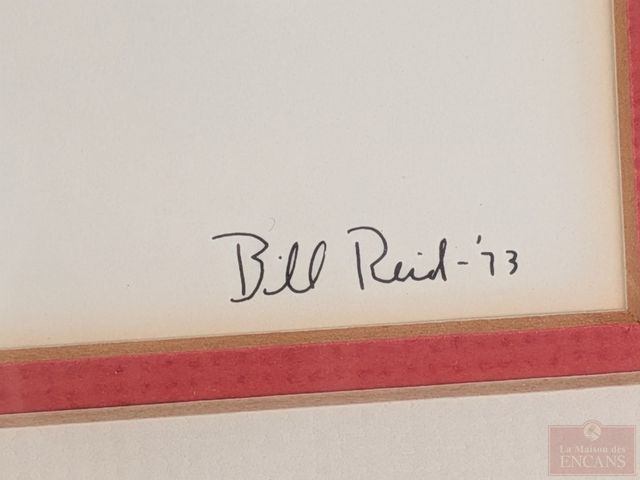 Bill Reid-'73
La Maison des
ENCANS